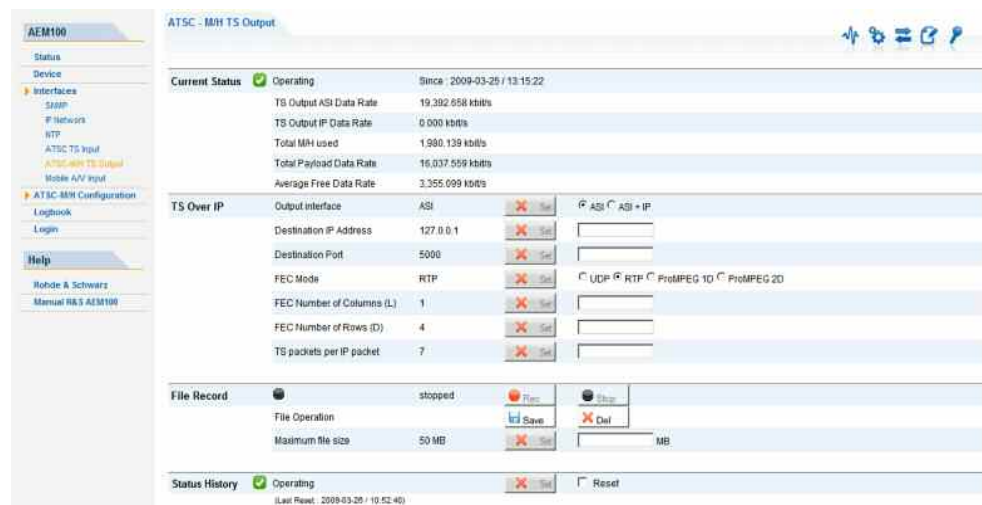 AEM100
Status
Device
Interfaces
SNMP
IP Network
NTP
ATSC TS Input
ATSC-M/H TS Output
Mobile A/V Input
ATSC-M/H Configuration
Logbook
Login
Help
Rohde & Schwarz
Manual R&S AEM100
ATSC - M/H TS Output
Current Status Operating Since : 2009-03-25 / 13:15:22
TS Output ASI Data Rate 19,392.658 kbit/s
TS Output IP Data Rate 0.000 kbit/s
Total M/H used 1,980.139 kbit/s
Total Payload Data Rate 16,037.559 kbit/s
Average Free Data Rate 3,355.099 kbit/s
TS Over IP Output interface ASI Set ASI ASI + IP
Destination IP Address 127.0.0.1 Set
Destination Port 5000 Set
FEC Mode RTP Set UDP RTP ProMPEG 1D ProMPEG 2D
FEC Number of Columns (L) 1 Set
FEC Number of Rows (D) 4 Set
TS packets per IP packet 7 Set
File Record stopped Rec Stop
File Operation Save Del
Maximum file size 50 MB Set MB
Status History Operating Set Reset
(Last Reset : 2009-03-26 / 10:52:40)